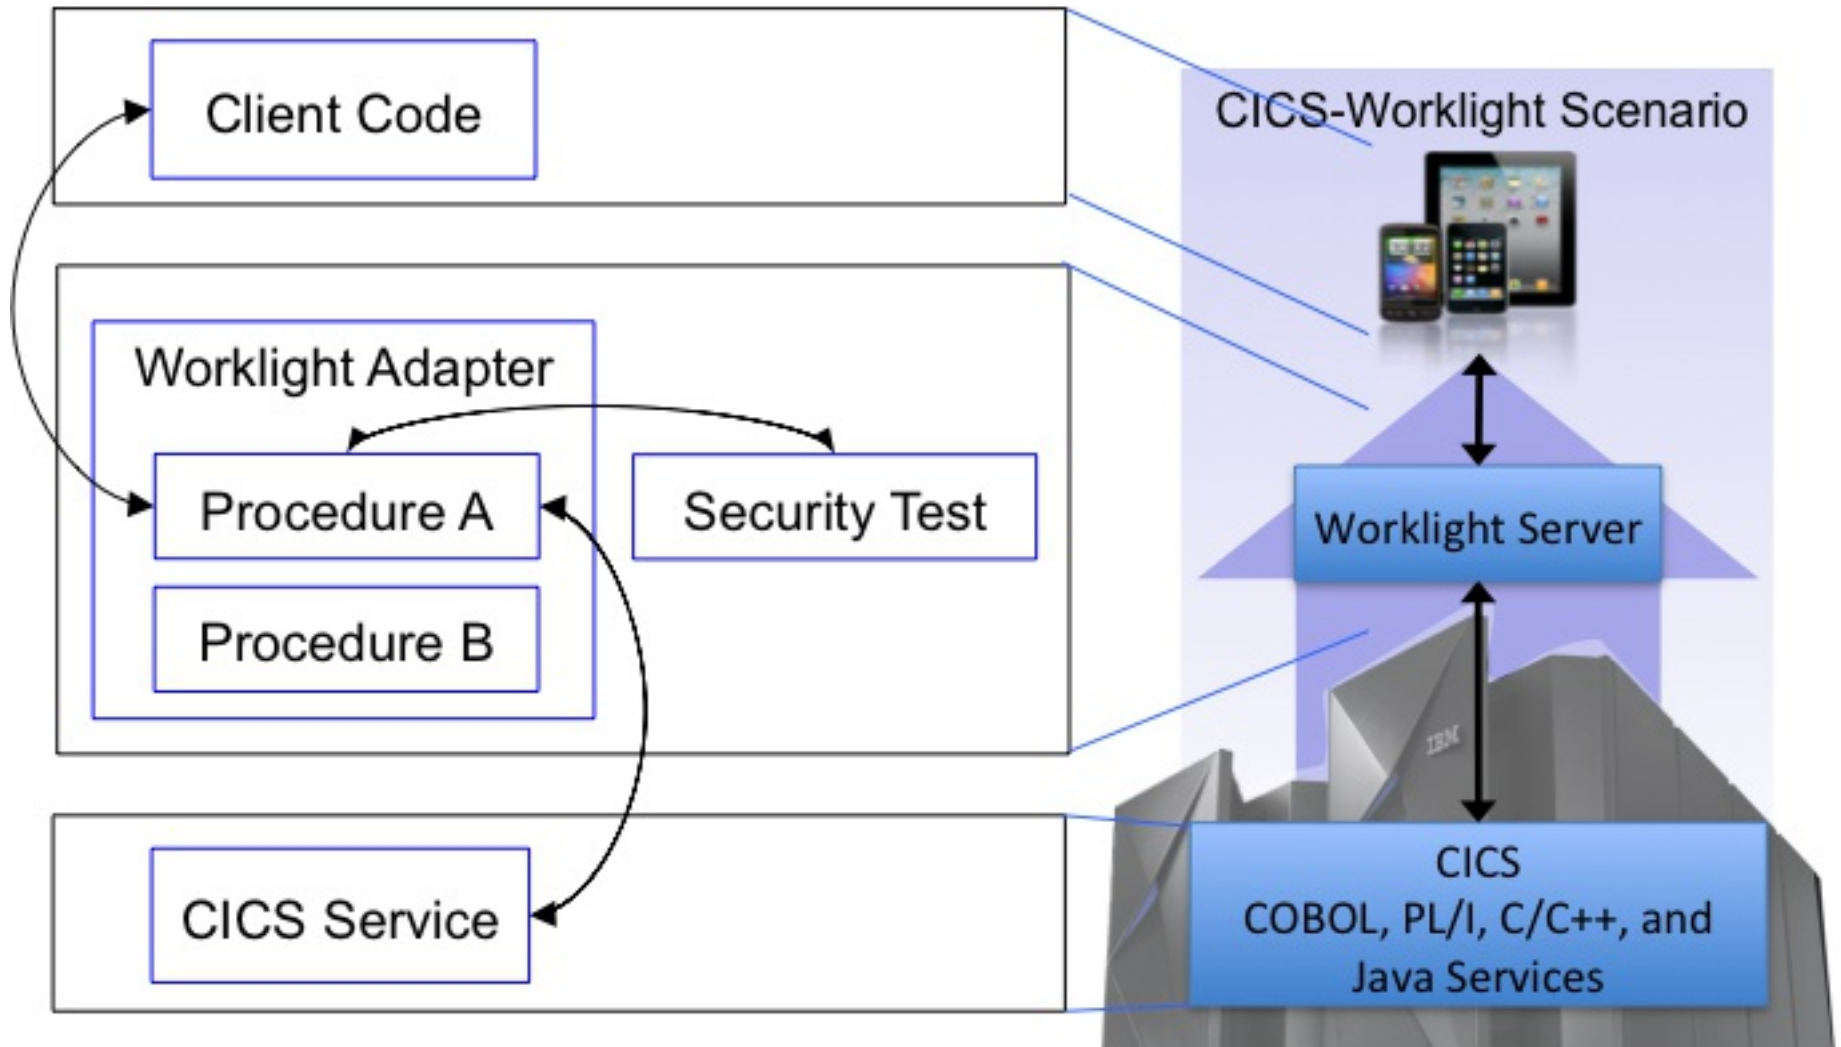 Client Code
Worklight Adapter
Procedure A
Security Test
Procedure B
CICS Service
CICS-Worklight Scenario
Worklight Server
IBM
CICS
COBOL, PL/I, C/C++, and
Java Services